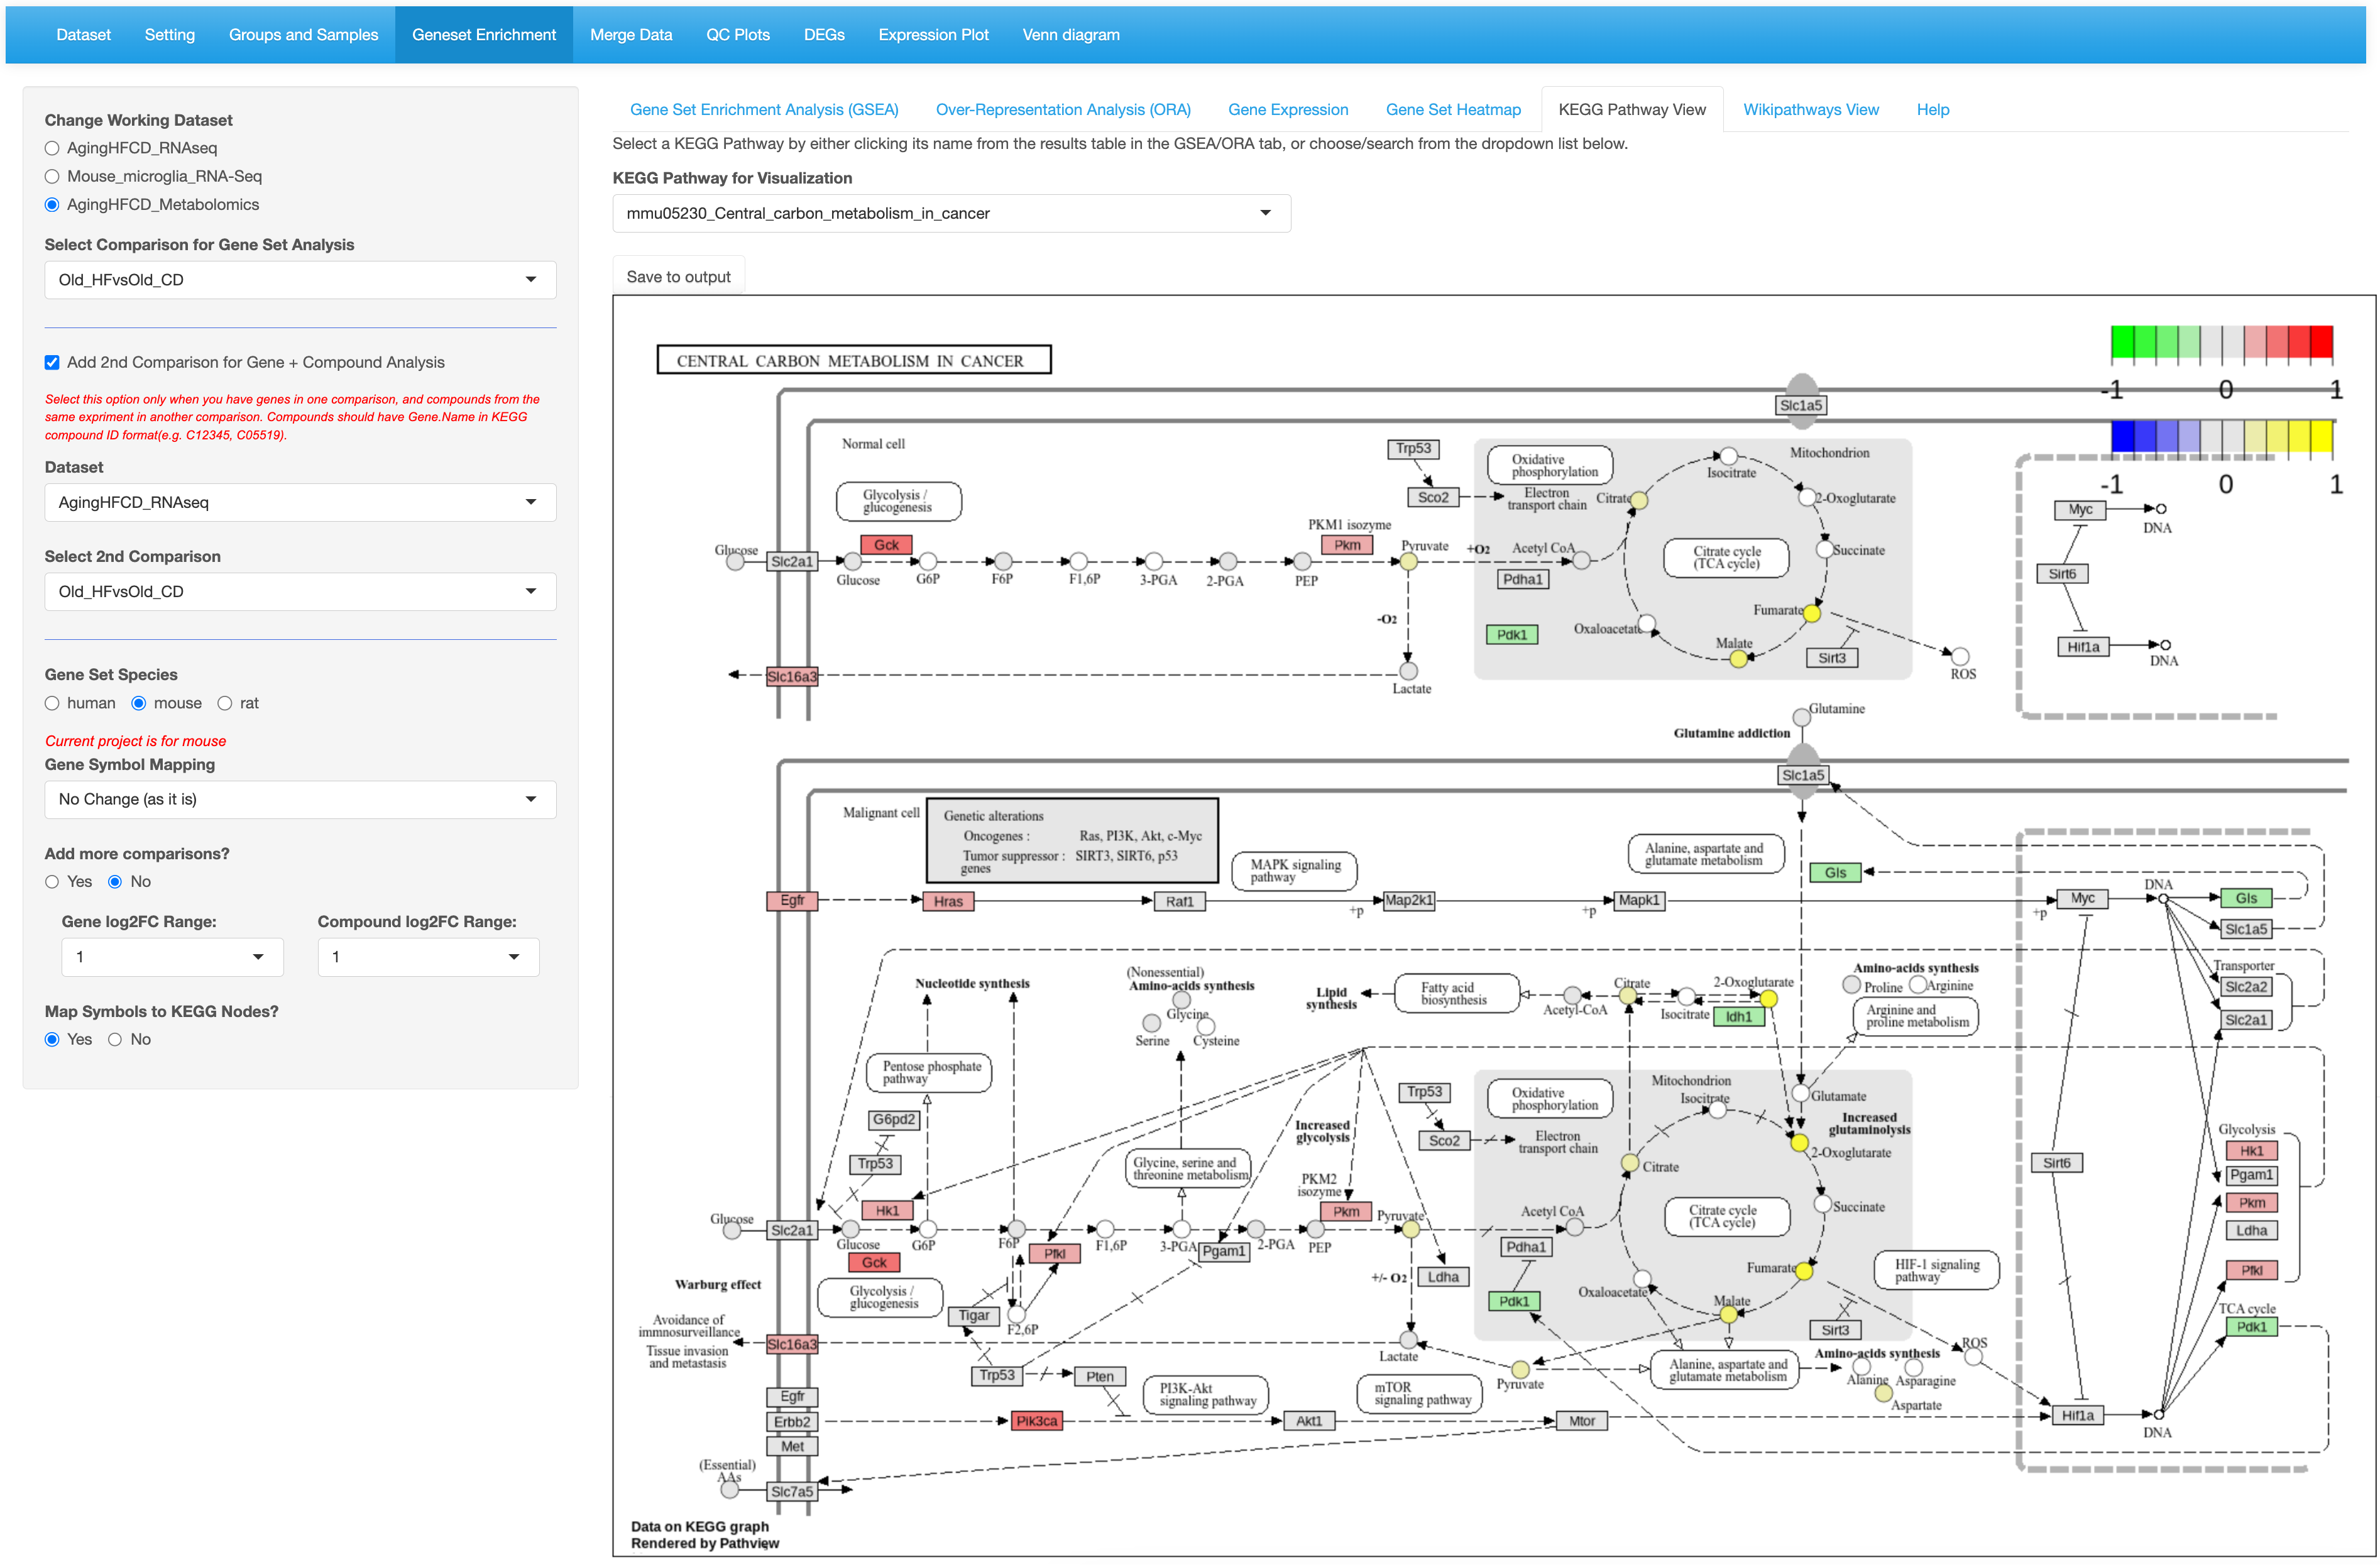 Dataset
Setting
Groups and Samples
Geneset Enrichment
Merge Data
QC Plots
DEGs
Expression Plot
Venn diagram
Change Working Dataset
AgingHFCD_RNAseq
Mouse_microglia_RNA-Seq
AgingHFCD_Metabolomics
Select Comparison for Gene Set Analysis
Old_HFvsOld_CD
Add 2nd Comparison for Gene + Compound Analysis
Select this option only when you have genes in one comparison, and compounds from the
same expriment in another comparison. Compounds should have Gene.Name in KEGG
compound ID format(e.g. C12345, C05519).
Dataset
AgingHFCD_RNAseq
Select 2nd Comparison
Old_HFvsOld_CD
Gene Set Species
human mouse rat
Current project is for mouse
Gene Symbol Mapping
No Change (as it is)
Add more comparisons?
Yes No
Gene log2FC Range: Compound log2FC Range:
1 1
Map Symbols to KEGG Nodes?
Yes No
Gene Set Enrichment Analysis (GSEA)
Over-Representation Analysis (ORA)
Gene Expression
Gene Set Heatmap
KEGG Pathway View
Wikipathways View
Help
Select a KEGG Pathway by either clicking its name from the results table in the GSEA/ORA tab, or choose/search from the dropdown list below.
KEGG Pathway for Visualization
mmu05230_Central_carbon_metabolism_in_cancer
Save to output
CENTRAL CARBON METABOLISM IN CANCER
-1 0 1
-1 0 1
Slc1a5
Normal cell
Trp53
Sco2
Oxidative
phosphorylation
Electron
transport chain
Mitochondrion
Citrate
Isocitrate
2-Oxoglutarate
Succinate
Fumarate
Malate
Oxaloacetate
Citrate cycle
(TCA cycle)
Glycolysis /
glucogenesis
Glucose
Slc2a1
Gck
Glucose
G6P
F6P
F1,6P
3-PGA
2-PGA
PEP
PKM1 isozyme
Pkm
Pyruvate
+O2
Acetyl CoA
Pdha1
Pdk1
-O2
Sirt3
ROS
Slc16a3
Lactate
Myc
DNA
Sirt6
Hif1a
DNA
Glutamine
Glutamine addiction
Slc1a5
Malignant cell
Genetic alterations
Oncogenes : Ras, PI3K, Akt, c-Myc
Tumor suppressor : SIRT3, SIRT6, p53
genes
MAPK signaling
pathway
Alanine, aspartate and
glutamate metabolism
Gls
Egfr
Hras
Raf1
+p
Map2k1
+p
Mapk1
+p
Myc
DNA
Gls
Slc1a5
Transporter
Slc2a2
Slc2a1
Nucleotide synthesis
(Nonessential)
Amino-acids synthesis
Glycine
Serine
Cysteine
Lipid
synthesis
Fatty acid
biosynthesis
Acetyl-CoA
Citrate
Isocitrate
2-Oxoglutarate
Idh1
Amino-acids synthesis
Proline
Arginine
Arginine and
proline metabolism
Pentose phosphate
pathway
G6pd2
Trp53
Hk1
Glycine, serine and
threonine metabolism
Increased
glycolysis
PKM2
isozyme
Pkm
Trp53
Sco2
Oxidative
phosphorylation
Electron
transport chain
Mitochondrion
Isocitrate
Glutamate
Increased
glutaminolysis
2-Oxoglutarate
Citrate
Succinate
Citrate cycle
(TCA cycle)
Fumarate
Malate
Oxaloacetate
Sirt6
Glycolysis
Hk1
Pgam1
Pkm
Ldha
Pfkl
TCA cycle
Pdk1
Glucose
Slc2a1
Glucose
Gck
G6P
F6P
Pfkl
F1,6P
3-PGA
Pgam1
2-PGA
PEP
Pyruvate
Acetyl CoA
Pdha1
Pdk1
+/- O2
Ldha
HIF-1 signaling
pathway
Sirt3
ROS
Warburg effect
Glycolysis /
glucogenesis
Tigar
F2,6P
Avoidance of
immnosurveillance
Tissue invasion
and metastasis
Slc16a3
Lactate
Pyruvate
Alanine, aspartate and
glutamate metabolism
Amino-acids synthesis
Alanine
Asparagine
Aspartate
Trp53
Pten
PI3K-Akt
signaling pathway
mTOR
signaling pathway
Egfr
Erbb2
Met
Pik3ca
Akt1
Mtor
Hif1a
DNA
(Essential)
AAs
Slc7a5
Data on KEGG graph
Rendered by Pathview